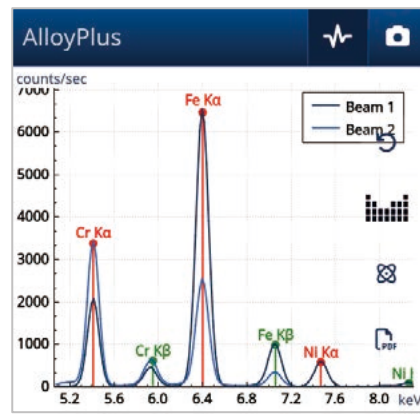 AlloyPlus
counts/sec
7000
6000
5000
4000
3000
2000
1000
0
Fe Kα
Cr Kα
Cr Kβ
Fe Kβ
Ni Kα
Ni
Beam 1
Beam 2
PDF
5.2 5.6 6.0 6.4 6.8 7.2 7.6 8.0 keV